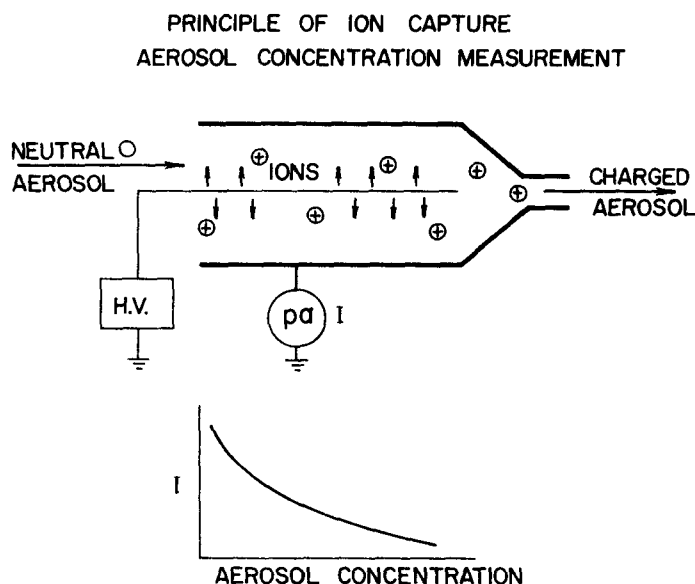 PRINCIPLE OF ION CAPTURE
AEROSOL CONCENTRATION MEASUREMENT
NEUTRAL
AEROSOL
IONS
CHARGED
AEROSOL
H.V.
pa
I
I
AEROSOL CONCENTRATION